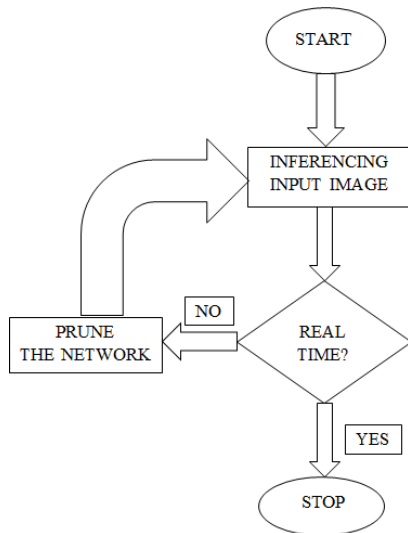 START
INFERENCING
INPUT IMAGE
NO
PRUNE
THE NETWORK
REAL
TIME?
YES
STOP